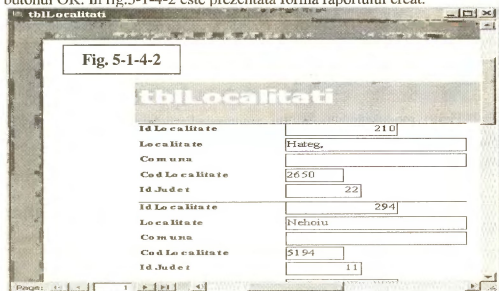 butonul OK. In fig.5-1-4-2 este prezentată forma raportului creat.
tblLocalitati
Fig. 5-1-4-2
tblLocalitati
Id Localitate 210
Localitate Hateg,
Comuna
Cod Localitate 2650
Id Judet 22
Id Localitate 294
Localitate Nehoiu
Comuna
Cod Localitate 5194
Id Judet 11
Page: 1